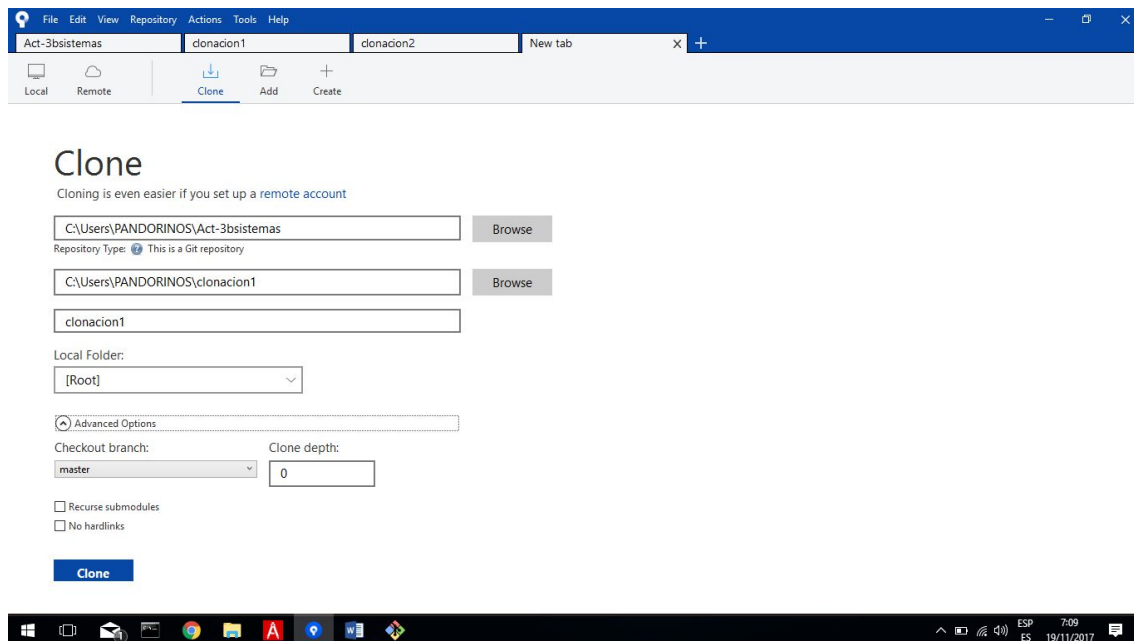 File Edit View Repository Actions Tools Help
Act-3bsistemas clonacion1 clonacion2 New tab
Local Remote Clone Add Create
Clone
Cloning is even easier if you set up a remote account
C:\Users\PANDORINOS\Act-3bsistemas Browse
Repository Type: This is a Git repository
C:\Users\PANDORINOS\clonacion1 Browse
clonacion1
Local Folder:
[Root]
Advanced Options
Checkout branch: Clone depth:
master 0
Recurse submodules
No hardlinks
Clone
ESP 7:09
ES 19/11/2017